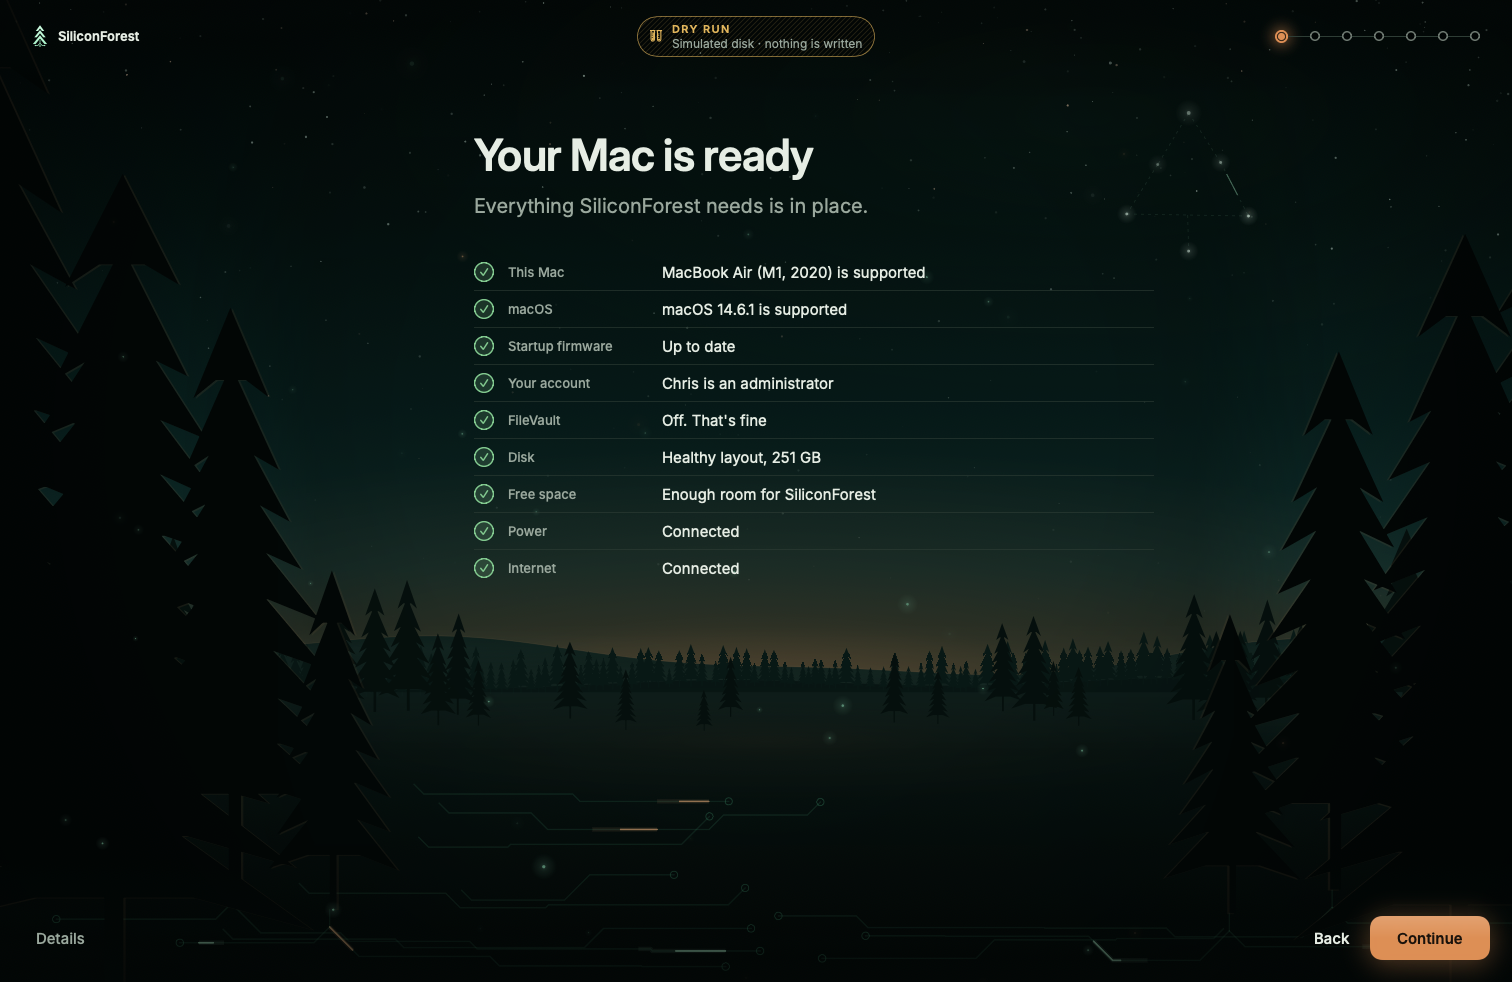 SiliconForest
DRY RUN
Simulated disk · nothing is written
Your Mac is ready
Everything SiliconForest needs is in place.
This Mac MacBook Air (M1, 2020) is supported
macOS macOS 14.6.1 is supported
Startup firmware Up to date
Your account Chris is an administrator
FileVault Off. That's fine
Disk Healthy layout, 251 GB
Free space Enough room for SiliconForest
Power Connected
Internet Connected
Details
Back
Continue